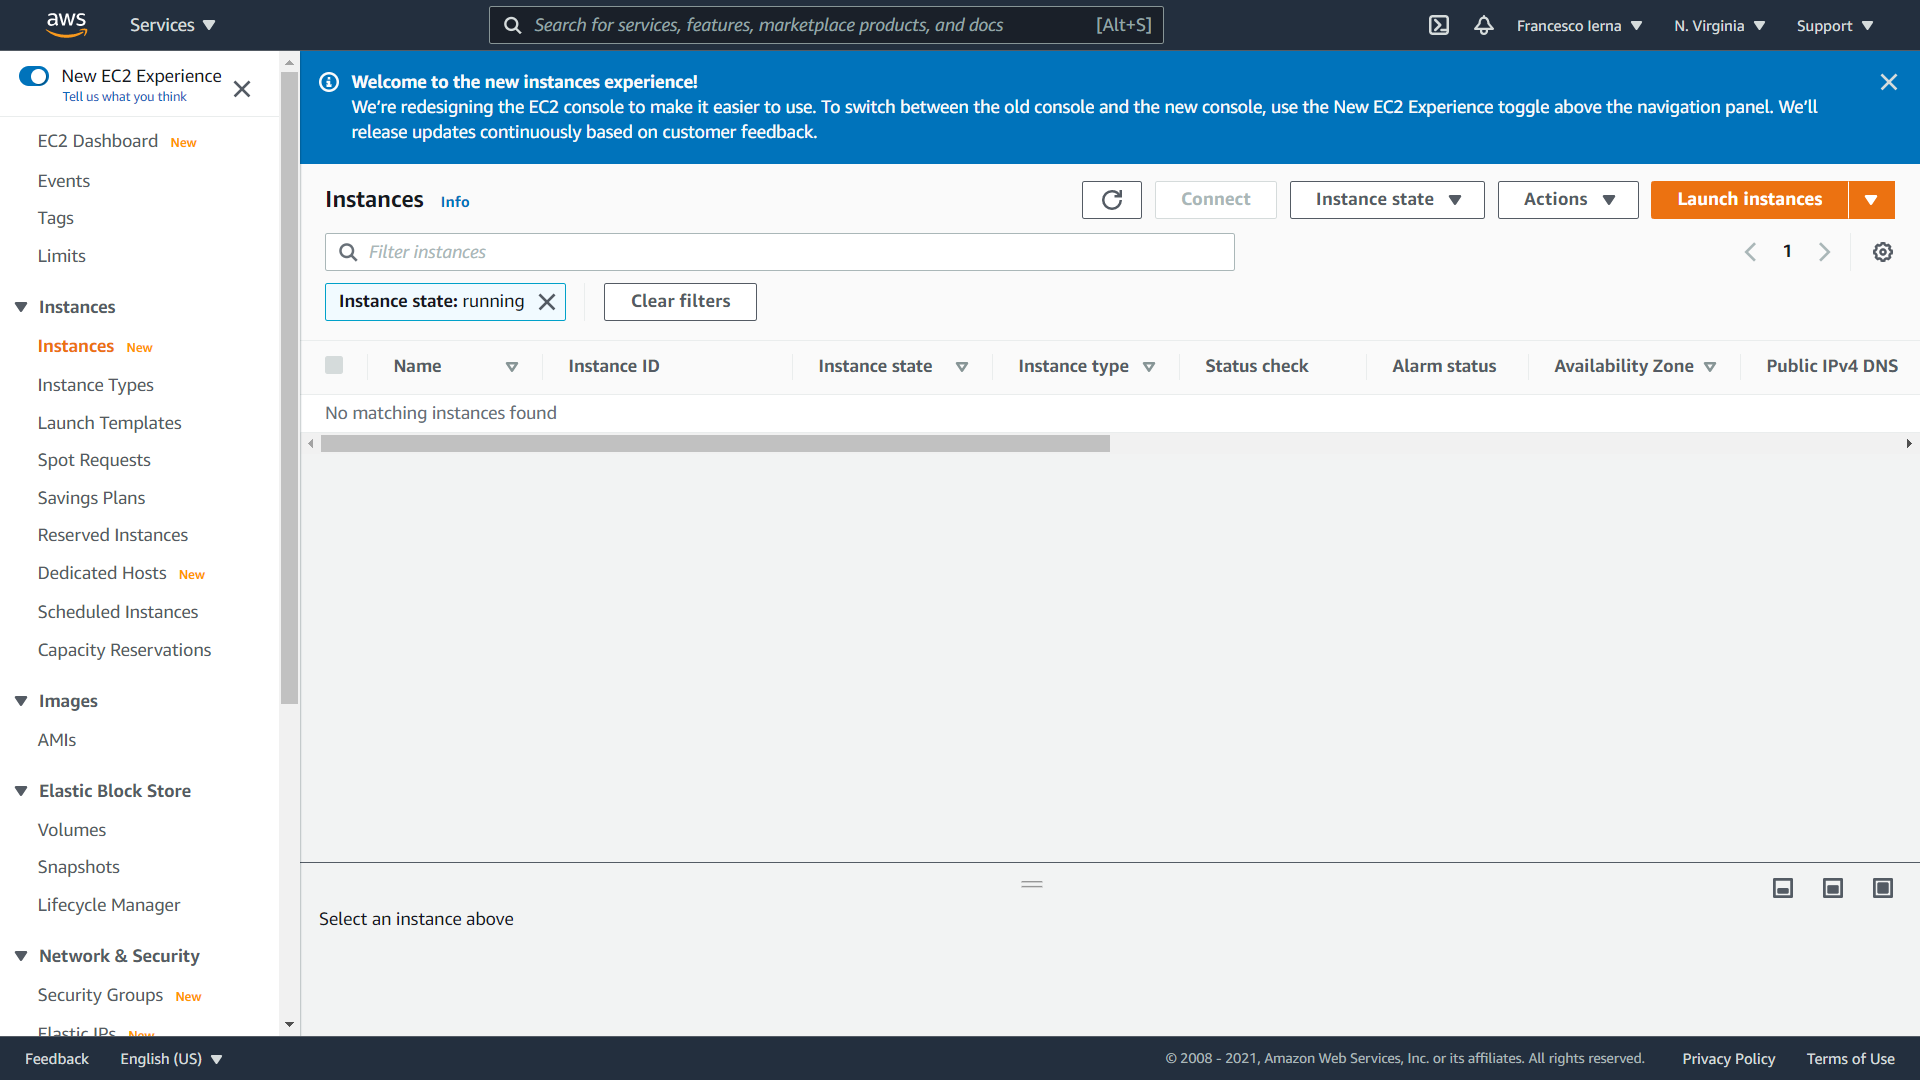 aws
Services
Search for services, features, marketplace products, and docs
[Alt+S]
Francesco Ierna
N. Virginia
Support
New EC2 Experience
Tell us what you think
EC2 Dashboard New
Events
Tags
Limits
Instances
Instances New
Instance Types
Launch Templates
Spot Requests
Savings Plans
Reserved Instances
Dedicated Hosts New
Scheduled Instances
Capacity Reservations
Images
AMIs
Elastic Block Store
Volumes
Snapshots
Lifecycle Manager
Network & Security
Security Groups New
Elastic IPs New
Welcome to the new instances experience!
We're redesigning the EC2 console to make it easier to use. To switch between the old console and the new console, use the New EC2 Experience toggle above the navigation panel. We'll
release updates continuously based on customer feedback.
Instances Info
Connect
Instance state
Actions
Launch instances
Filter instances
1
Instance state: running
Clear filters
Name
Instance ID
Instance state
Instance type
Status check
Alarm status
Availability Zone
Public IPv4 DNS
No matching instances found
Select an instance above
Feedback
English (US)
© 2008 - 2021, Amazon Web Services, Inc. or its affiliates. All rights reserved.
Privacy Policy
Terms of Use